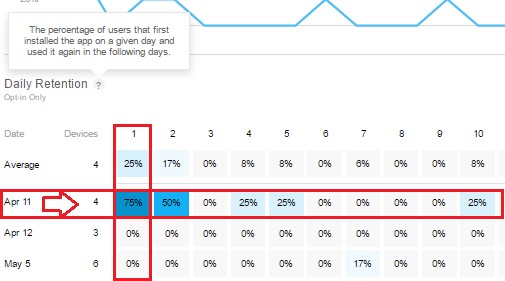 The percentage of users that first
installed the app on a given day and
used it again in the following days.
Daily Retention ?
Opt-in Only
Date Devices 1 2 3 4 5 6 7 8 9 10
Average 4 25% 17% 0% 8% 8% 0% 6% 0% 0% 8%
Apr 11 4 75% 50% 0% 25% 25% 0% 0% 0% 0% 25%
Apr 12 3 0% 0% 0% 0% 0% 0% 0% 0% 0% 0%
May 5 6 0% 0% 0% 0% 0% 0% 17% 0% 0% 0%